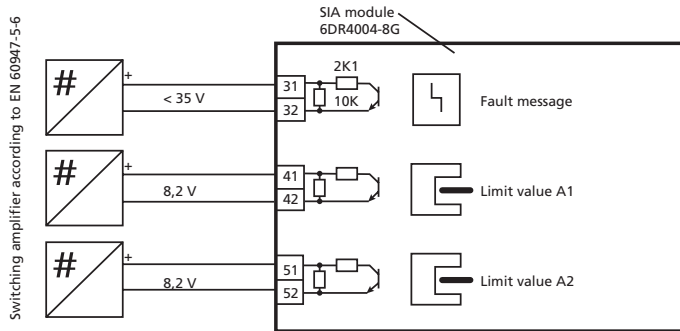 SIA module
6DR4004-8G
Switching amplifier according to EN 60947-5-6
#
+
< 35 V
31
32
2K1
10K
Fault message
#
+
8,2 V
41
42
Limit value A1
#
+
8,2 V
51
52
Limit value A2